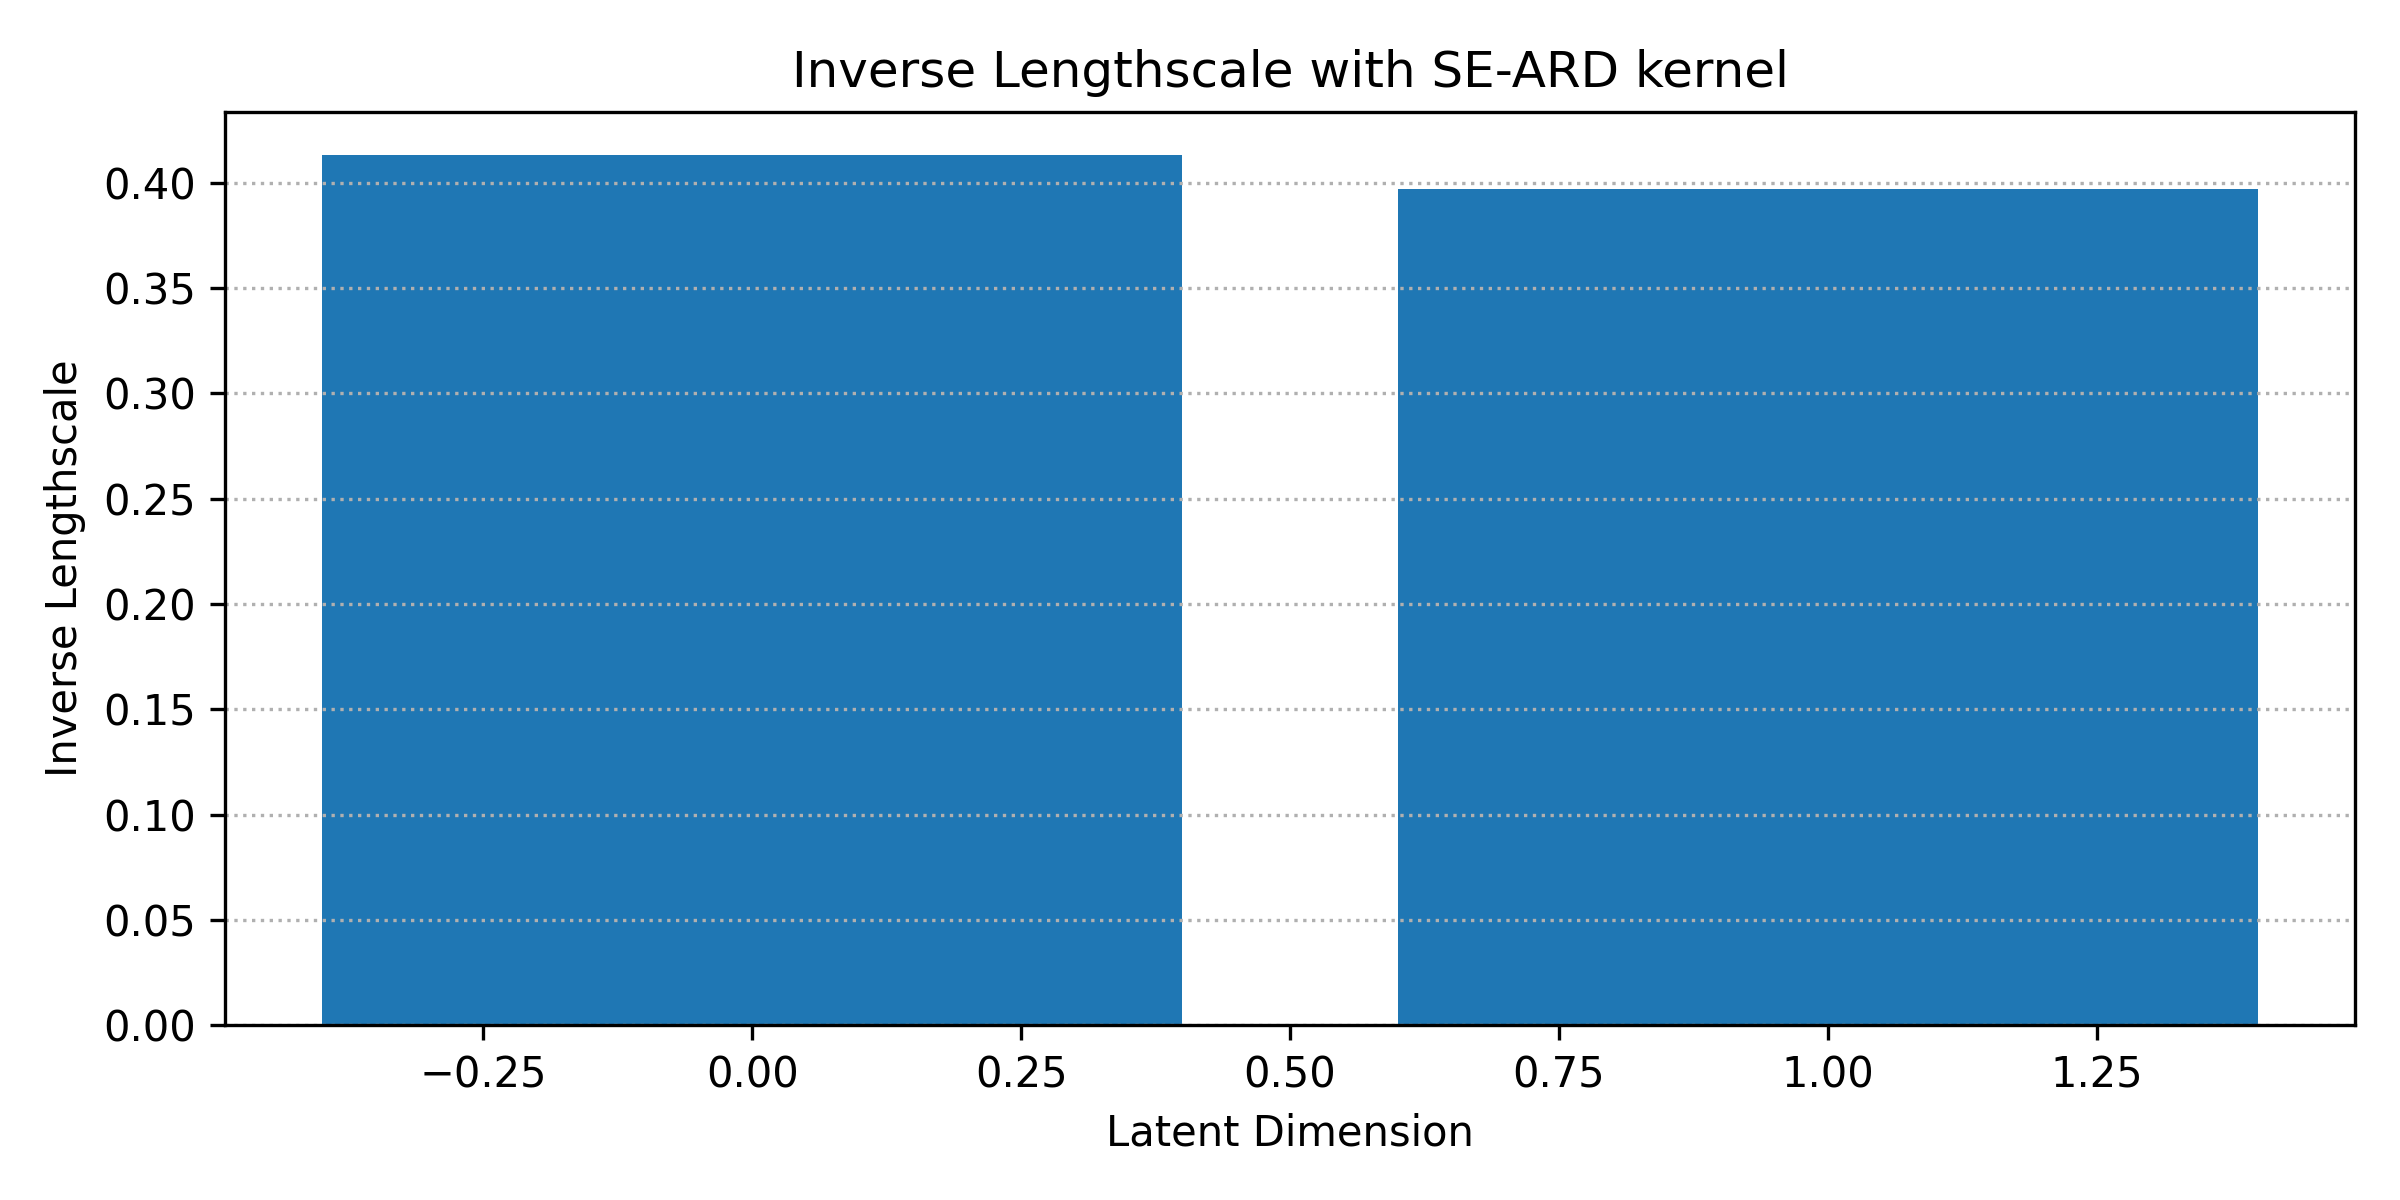 Inverse Lengthscale with SE-ARD kernel
Inverse Lengthscale
0.40
0.35
0.30
0.25
0.20
0.15
0.10
0.05
0.00
−0.25 0.00 0.25 0.50 0.75 1.00 1.25
Latent Dimension